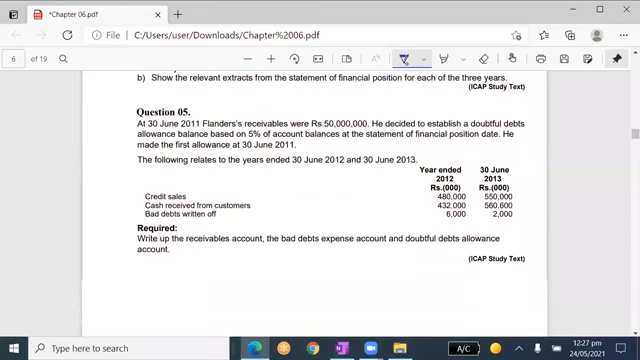 *Chapter 06.pdf
C:/Users/user/Downloads/Chapter%2006.pdf
6 of 19
b) Show the relevant extracts from the statement of financial position for each of the three years.
(ICAP Study Text)
Question 05.
At 30 June 2011 Flanders's receivables were Rs.50,000,000. He decided to establish a doubtful debts
allowance balance based on 5% of account balances at the statement of financial position date. He
made the first allowance at 30 June 2011.
The following relates to the years ended 30 June 2012 and 30 June 2013.
Year ended 30 June
2012 2013
Rs.(000) Rs.(000)
Credit sales 480,000 550,000
Cash received from customers 432,000 560,600
Bad debts written off 6,000 2,000
Required:
Write up the receivables account, the bad debts expense account and doubtful debts allowance
account.
(ICAP Study Text)
Type here to search
A/C
12:27 pm
24/05/2021